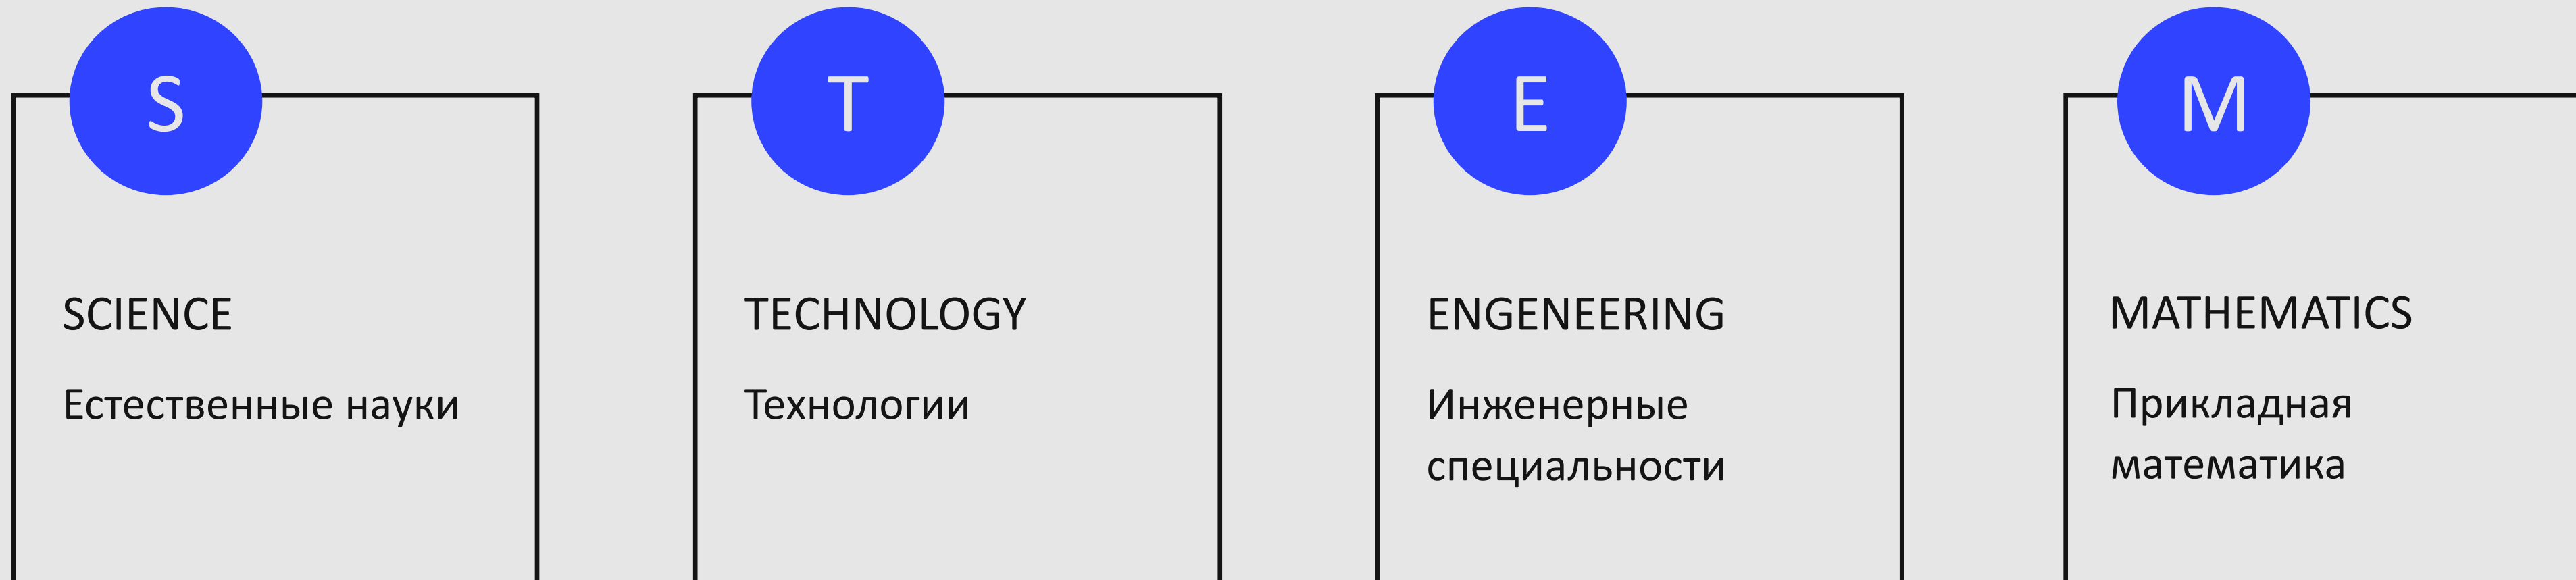 S
SCIENCE
Естественные науки
T
TECHNOLOGY
Технологии
E
ENGENEERING
Инженерные
специальности
M
MATHEMATICS
Прикладная
математика